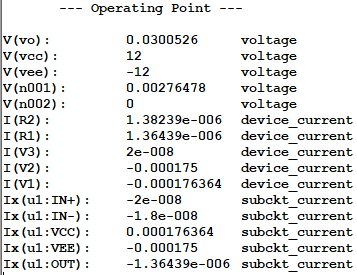 --- Operating Point ---
V(vo): 0.0300526 voltage
V(vcc): 12 voltage
V(vee): -12 voltage
V(n001): 0.00276478 voltage
V(n002): 0 voltage
I(R2): 1.38239e-006 device_current
I(R1): 1.36439e-006 device_current
I(V3): 2e-008 device_current
I(V2): -0.000175 device_current
I(V1): -0.000176364 device_current
Ix(u1:IN+): -2e-008 subckt_current
Ix(u1:IN-): -1.8e-008 subckt_current
Ix(u1:VCC): 0.000176364 subckt_current
Ix(u1:VEE): -0.000175 subckt_current
Ix(u1:OUT): -1.36439e-006 subckt_current